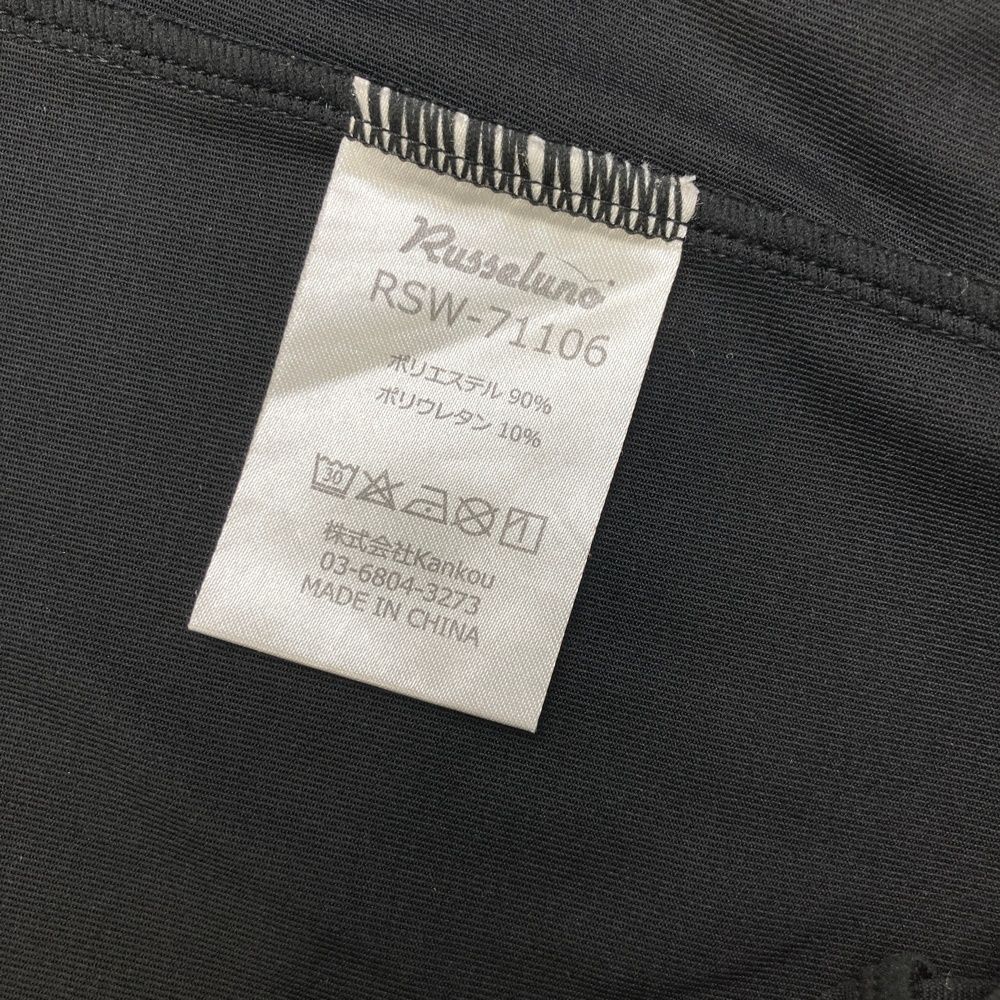 Russeluno
RSW-71106
ポリエステル 90%
ポリウレタン 10%
30
1
株式会社Kankou
03-6804-3273
MADE IN CHINA